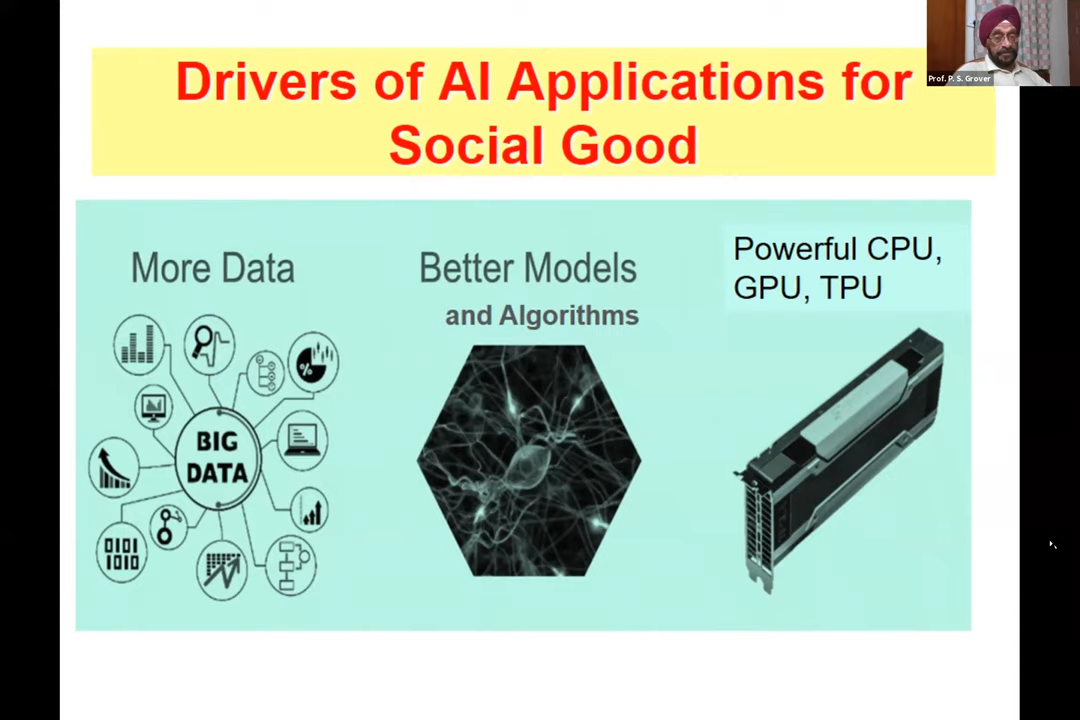 Drivers of AI Applications for
Social Good
Prof. P. S. Grover
More Data
Better Models
and Algorithms
Powerful CPU,
GPU, TPU
%
BIG
DATA
0101
1010